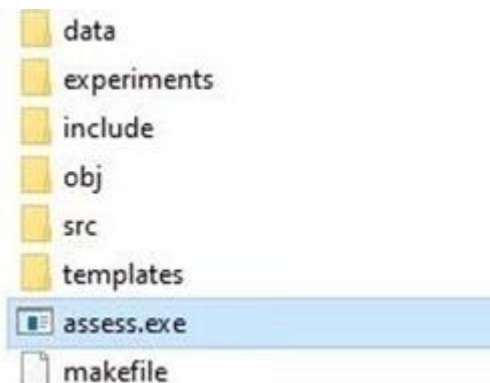 data
experiments
include
obj
src
templates
assess.exe
makefile